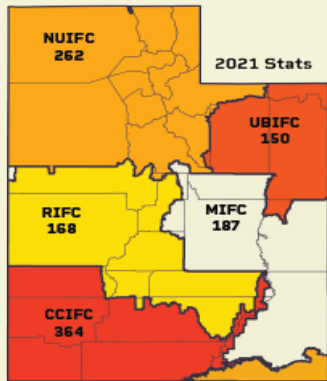 NUIFC
262
2021 Stats
UBIFC
150
RIFC
168
MIFC
187
CCIFC
364